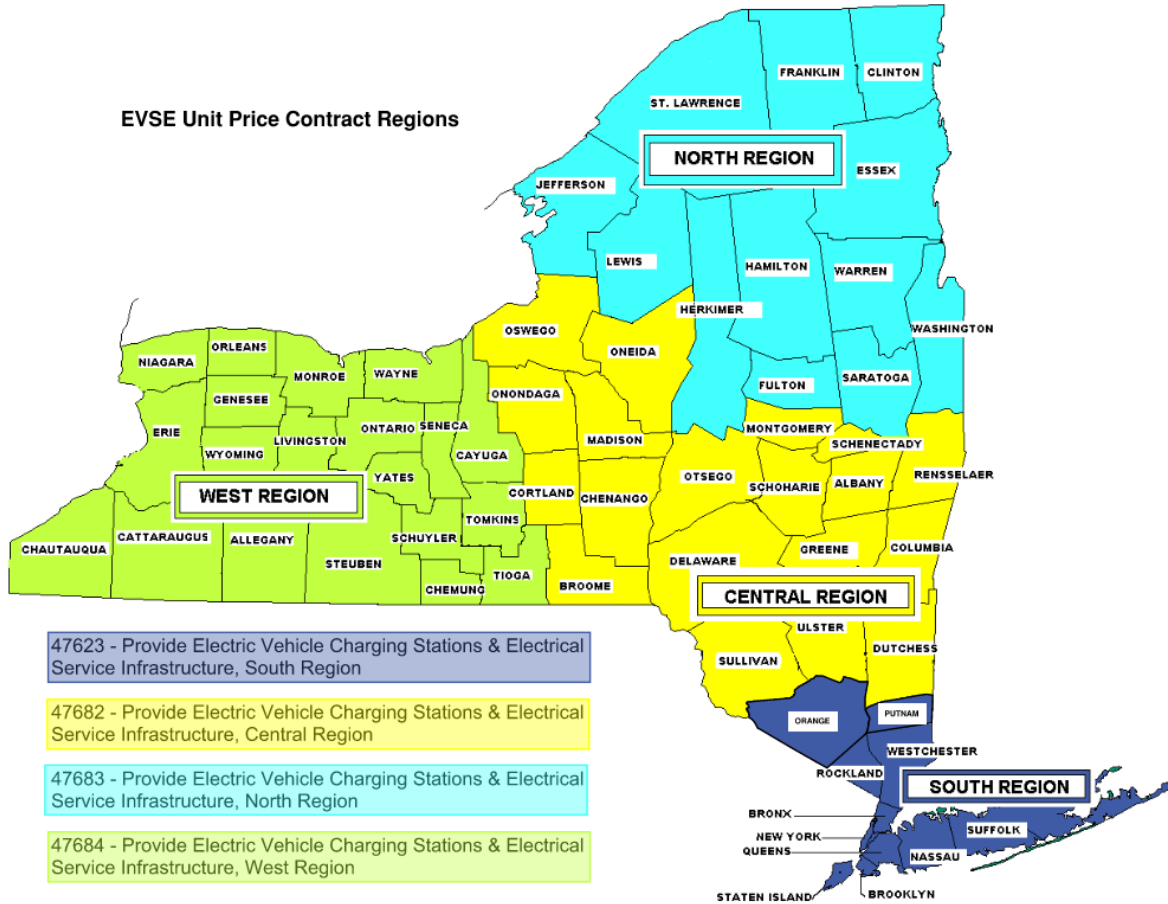 EVSE Unit Price Contract Regions
FRANKLIN
CLINTON
ST. LAWRENCE
NORTH REGION
ESSEX
JEFFERSON
LEWIS
HAMILTON
WARREN
HERKIMER
OSWEGO
WASHINGTON
ONEIDA
ORLEANS
NIAGARA
MONROE
WAYNE
FULTON
SARATOGA
GENESEE
ONONDAGA
ERIE
LIVINGSTON
ONTARIO
SENECA
MADISON
MONTGOMERY
SCHENECTADY
WYOMING
CAYUGA
YATES
OTSEGO
SCHOHARIE
ALBANY
RENSSELAER
WEST REGION
CORTLAND
CHENANGO
TOMKINS
CATTARAUGUS
ALLEGANY
SCHUYLER
CHAUTAUQUA
STEUBEN
GREENE
COLUMBIA
DELAWARE
TIOGA
CHEMUNG
BROOME
CENTRAL REGION
ULSTER
DUTCHESS
SULLIVAN
47623 - Provide Electric Vehicle Charging Stations & Electrical
Service Infrastructure, South Region
47682 - Provide Electric Vehicle Charging Stations & Electrical
Service Infrastructure, Central Region
47683 - Provide Electric Vehicle Charging Stations & Electrical
Service Infrastructure, North Region
47684 - Provide Electric Vehicle Charging Stations & Electrical
Service Infrastructure, West Region
ORANGE
PUTNAM
WESTCHESTER
ROCKLAND
SOUTH REGION
BRONX
NEW YORK
QUEENS
SUFFOLK
NASSAU
STATEN ISLAND
BROOKLYN